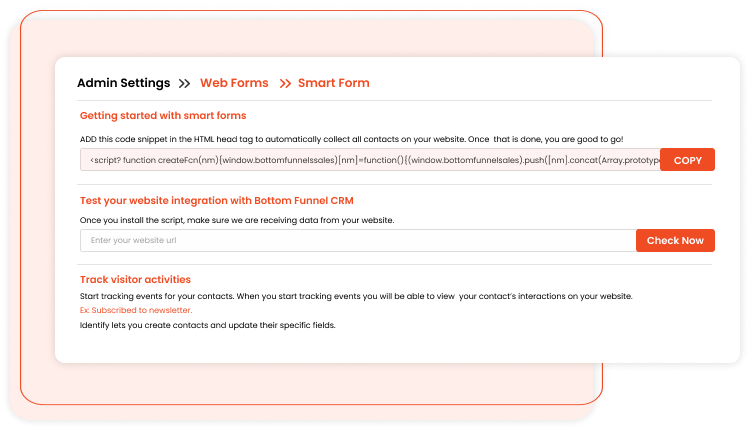 Admin Settings >> Web Forms >> Smart Form
Getting started with smart forms
ADD this code snippet in the HTML head tag to automatically collect all contacts on your website. Once that is done, you are good to go!
<script? function createFcn(nm){window.bottomfunnelssales)[nm]=function(){(window.bottomfunnelsales).push([nm].concat(Array.prototype
COPY
Test your website integration with Bottom Funnel CRM
Once you install the script, make sure we are receiving data from your website.
Enter your website url
Check Now
Track visitor activities
Start tracking events for your contacts. When you start tracking events you will be able to view your contact's interactions on your website.
Ex: Subscribed to newsletter.
Identify lets you create contacts and update their specific fields.